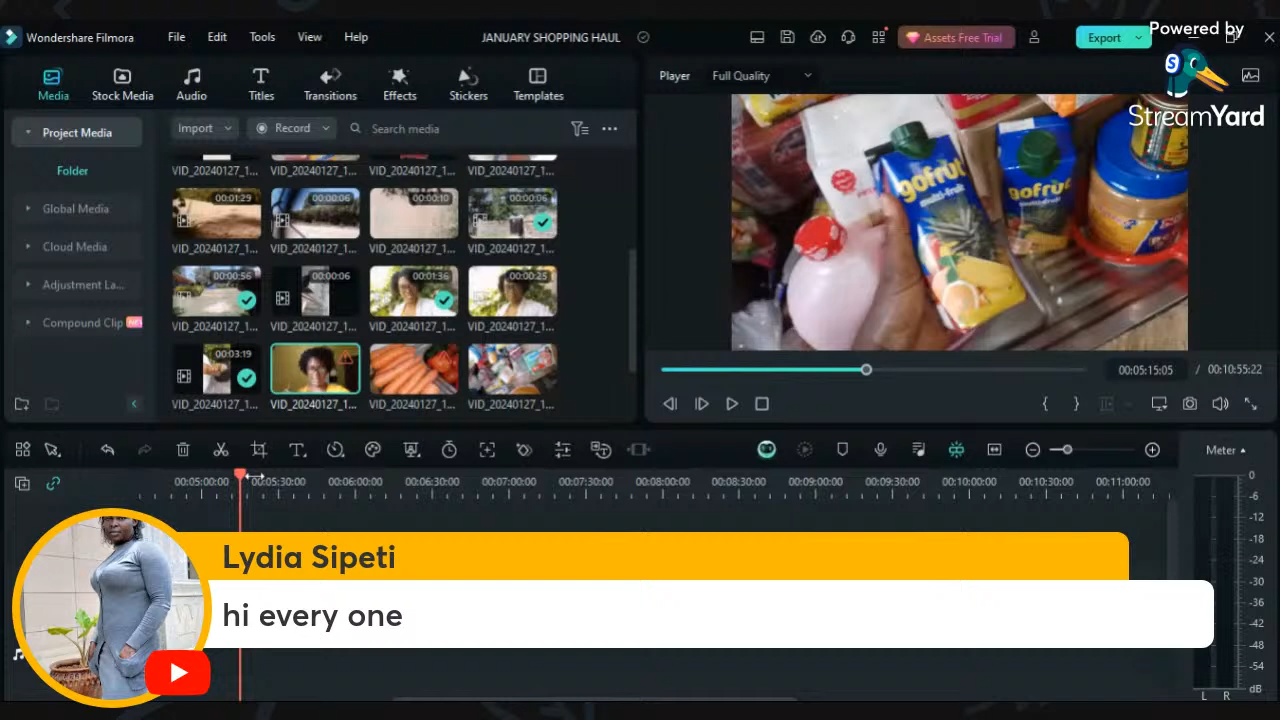 Wondershare Filmora
File
Edit
Tools
View
Help
JANUARY SHOPPING HAUL
Assets Free Trial
Export
Powered by
StreamYard
Media
Stock Media
Audio
Titles
Transitions
Effects
Stickers
Templates
Player
Full Quality
Project Media
Import
Record
Search media
Folder
Global Media
Cloud Media
Adjustment La...
Compound Clip
VID_20240127_1... VID_20240127_1... VID_20240127_1... VID_20240127_1...
00:01:29 00:00:06 00:00:10 00:00:06
VID_20240127_1... VID_20240127_1... VID_20240127_1... VID_20240127_1...
00:00:56 00:00:06 00:01:36 00:00:25
VID_20240127_1... VID_20240127_1... VID_20240127_1... VID_20240127_1...
00:03:19
VID_20240127_1... VID_20240127_1... VID_20240127_1... VID_20240127_1...
gofrut
multi-fruit
gofrut
00:05:15:05 / 00:10:55:22
Meter
00:05:00:00 00:05:30:00 00:06:00:00 00:06:30:00 00:07:00:00 00:07:30:00 00:08:00:00 00:08:30:00 00:09:00:00 00:09:30:00 00:10:00:00 00:10:30:00 00:11:00:00
0
-6
-12
-18
-24
-30
-36
-42
-48
-54
dB
L R
Lydia Sipeti
hi every one